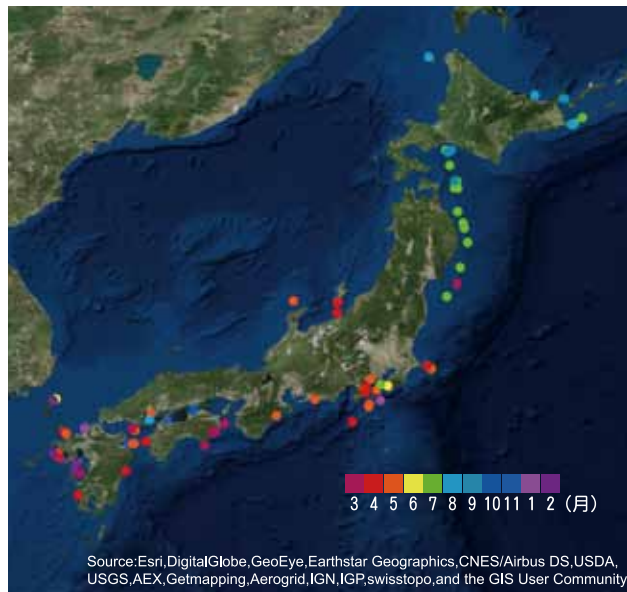 3 4 5 6 7 8 9 10 11 1 2 (月)
Source:Esri,DigitalGlobe,GeoEye,Earthstar Geographics,CNES/Airbus DS,USDA,
USGS,AEX,Getmapping,Aerogrid,IGN,IGP,swisstopo,and the GIS User Community